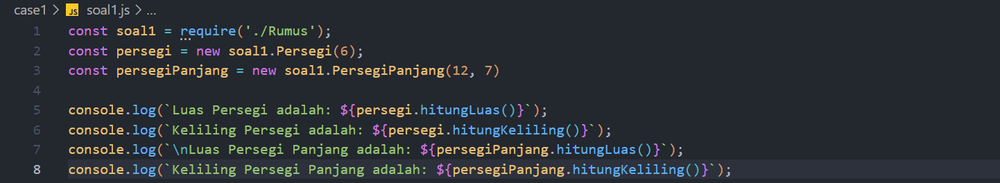 case1 > JS soal1.js > ...
1 const soal1 = require('./Rumus');
2 const persegi = new soal1.Persegi(6);
3 const persegiPanjang = new soal1.PersegiPanjang(12, 7)
4
5 console.log(`Luas Persegi adalah: ${persegi.hitungLuas()}`);
6 console.log(`Keliling Persegi adalah: ${persegi.hitungKeliling()}`);
7 console.log(`\nLuas Persegi Panjang adalah: ${persegiPanjang.hitungLuas()}`);
8 console.log(`Keliling Persegi Panjang adalah: ${persegiPanjang.hitungKeliling()}`);